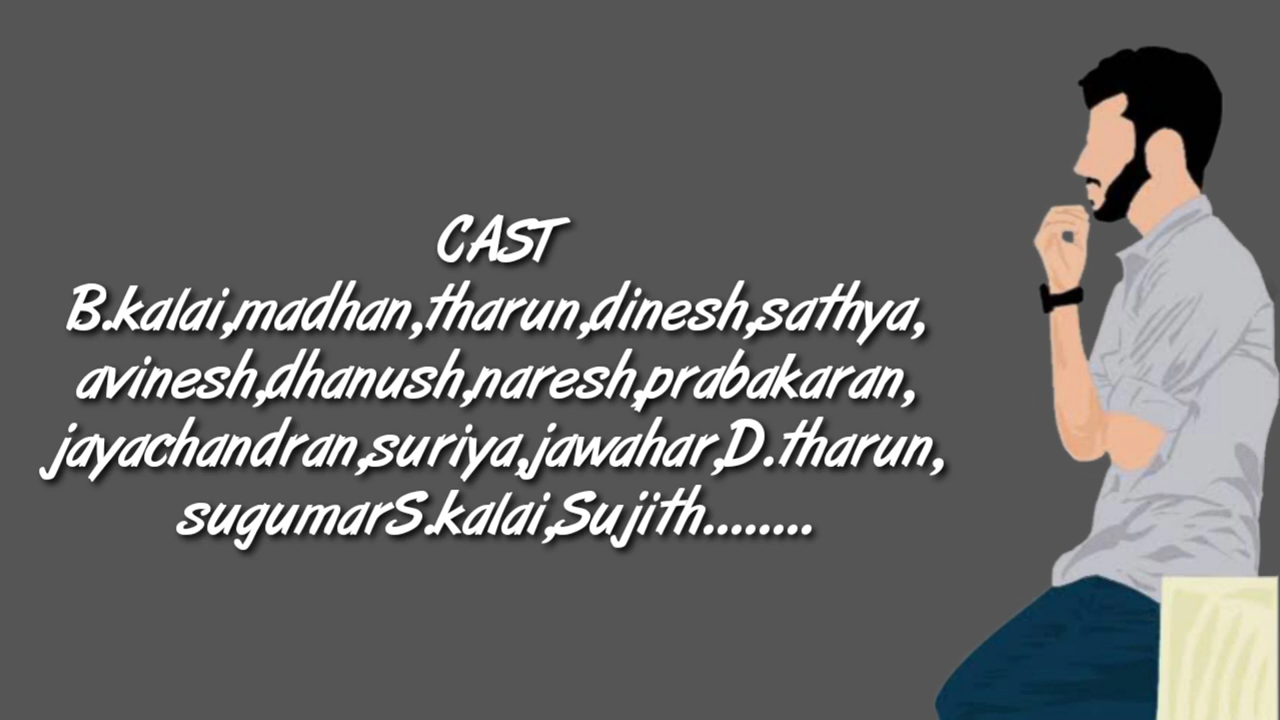 CAST
B.kalai,madhan,tharun,dinesh,sathya,
avinesh,dhanush,naresh,prabakaran,
jayachandran,suriya,jawahar,D.tharun,
sugumarS.kalai,Sujith........